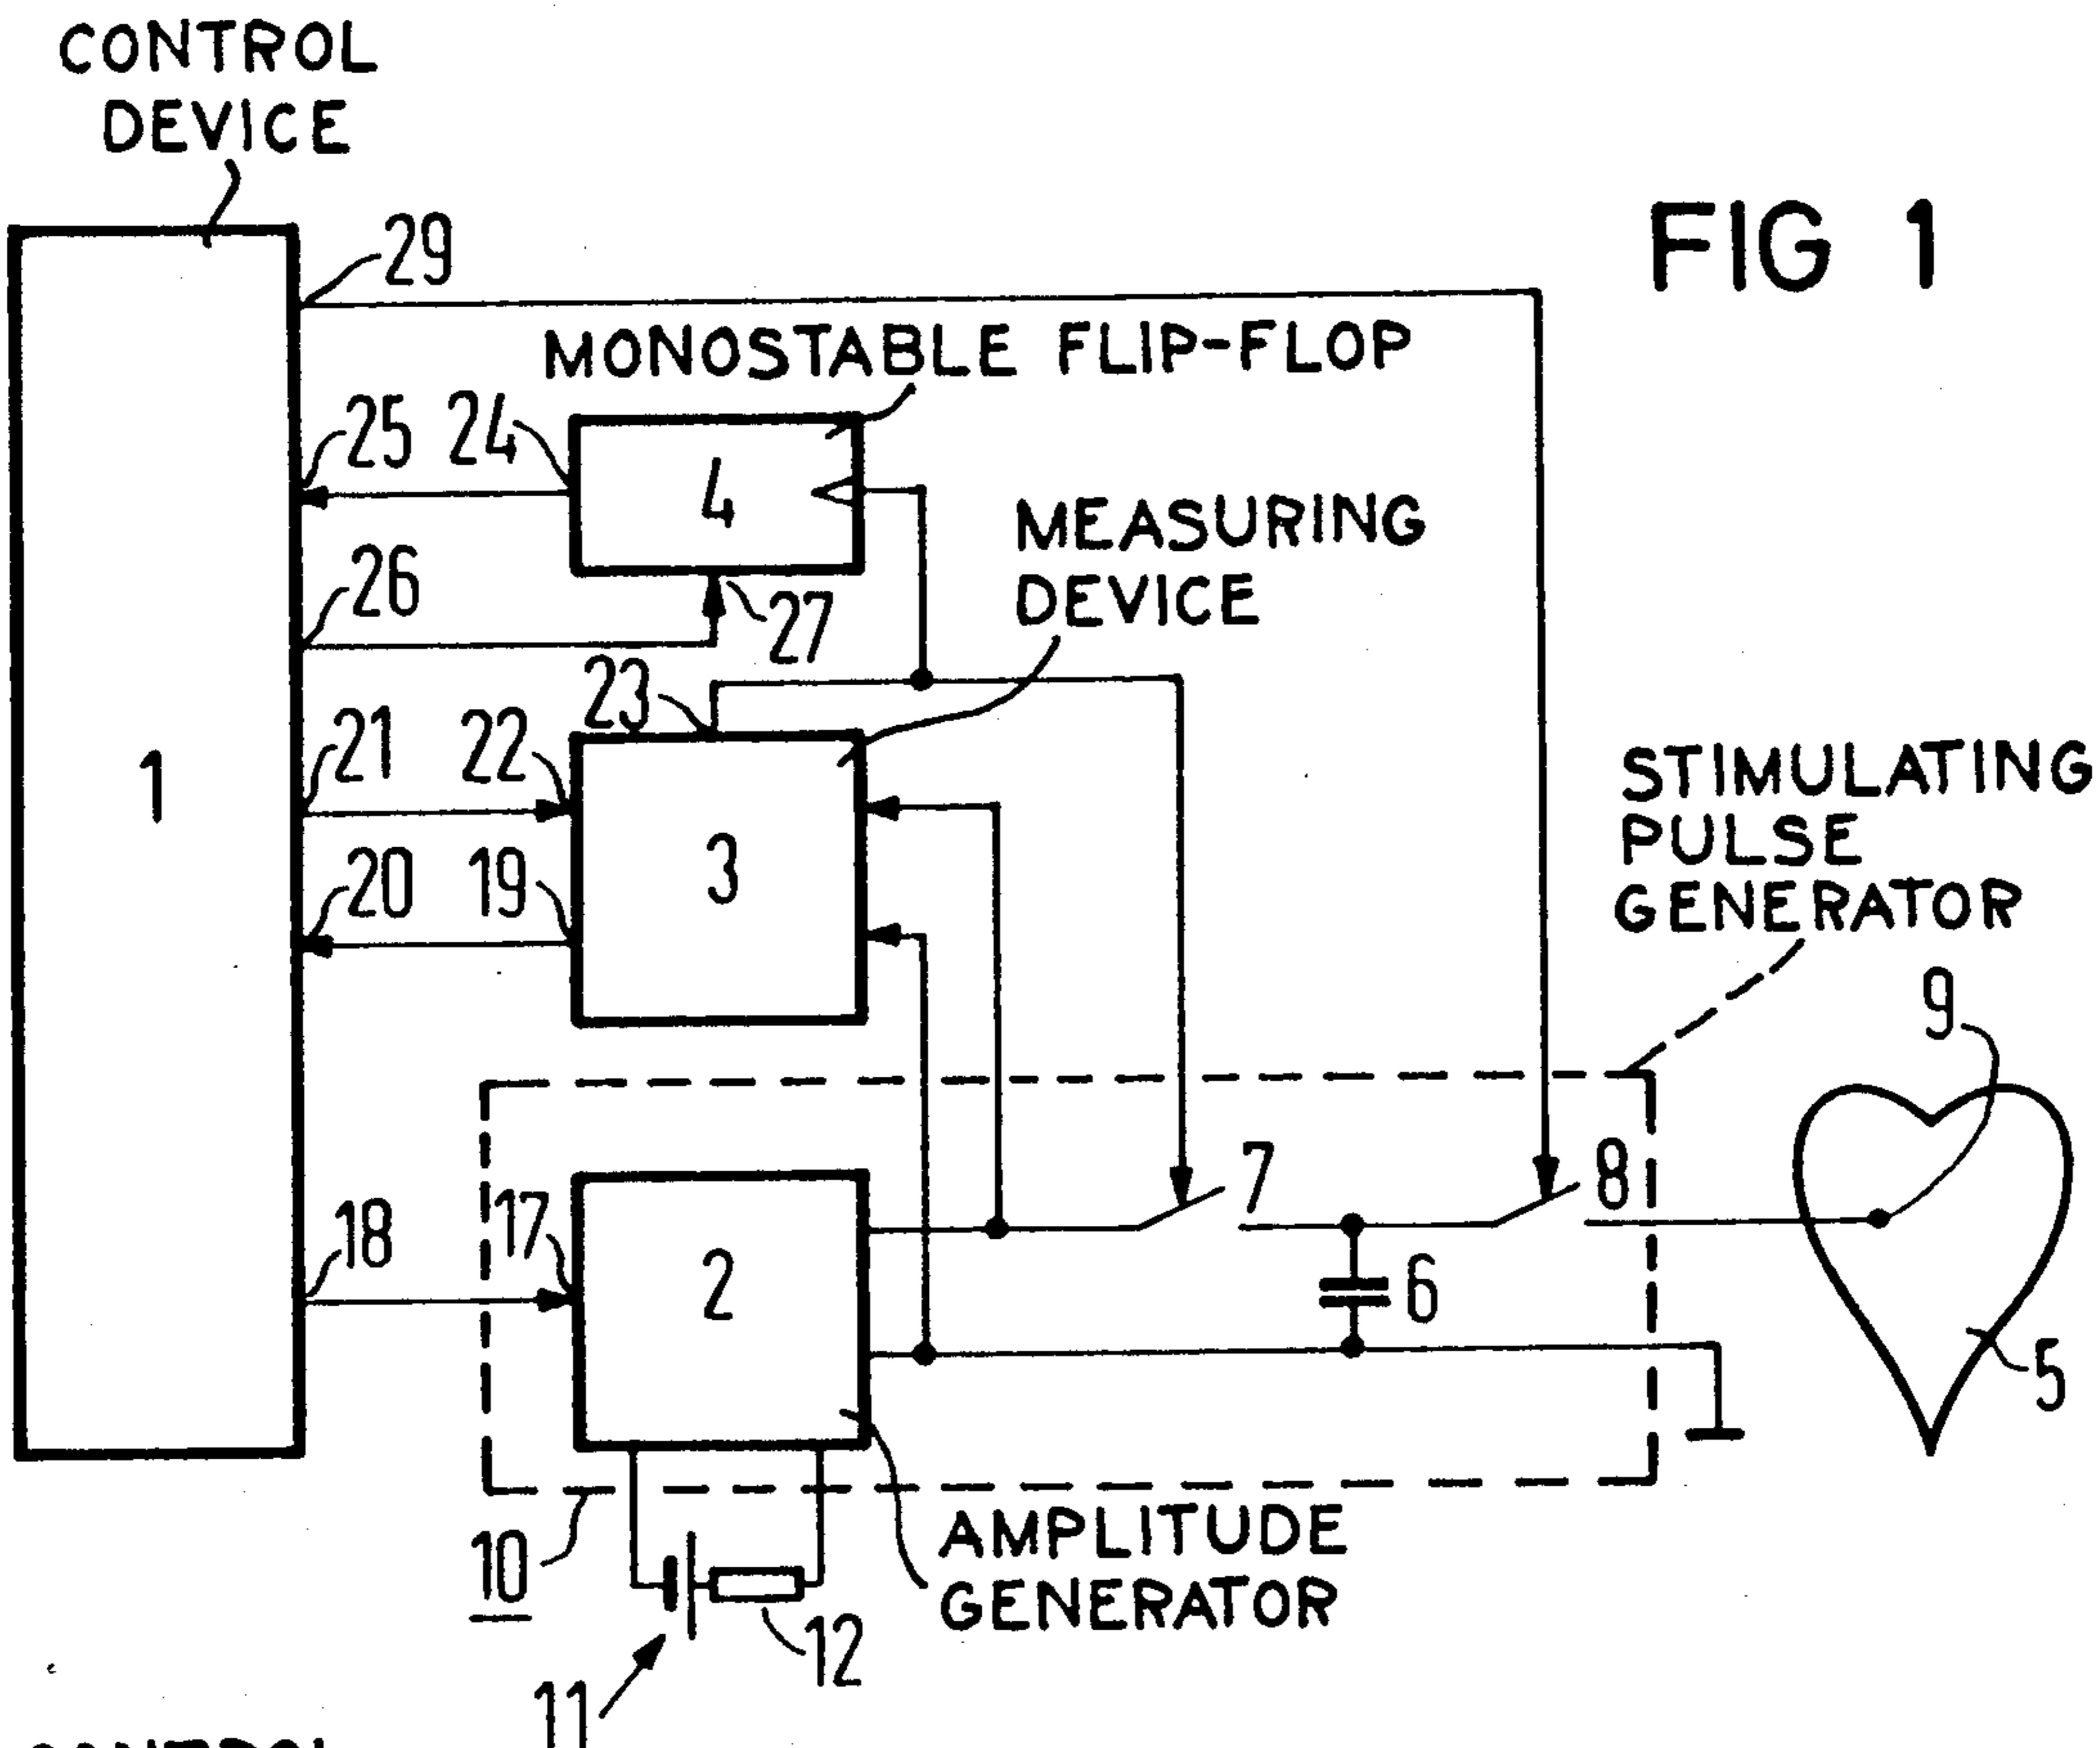 CONTROL
DEVICE
29
FIG 1
MONOSTABLE FLIP-FLOP
25
24
4
MEASURING
DEVICE
26
27
23
21
22
1
3
STIMULATING
PULSE
GENERATOR
20
19
9
7
8
18
17
2
6
5
10
AMPLITUDE
GENERATOR
12
11